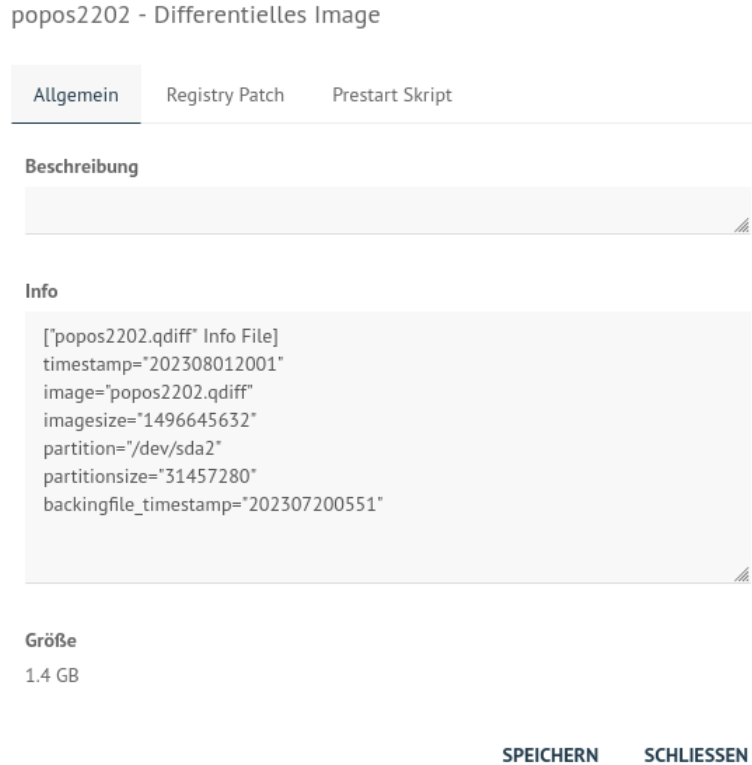 popos2202 - Differentielles Image
Allgemein Registry Patch Prestart Skript
Beschreibung
Info
["popos2202.qdiff" Info File]
timestamp="202308012001"
image="popos2202.qdiff"
imagesize="1496645632"
partition="/dev/sda2"
partitionsize="31457280"
backingfile_timestamp="202307200551"
Größe
1.4 GB
SPEICHERN SCHLIESSEN